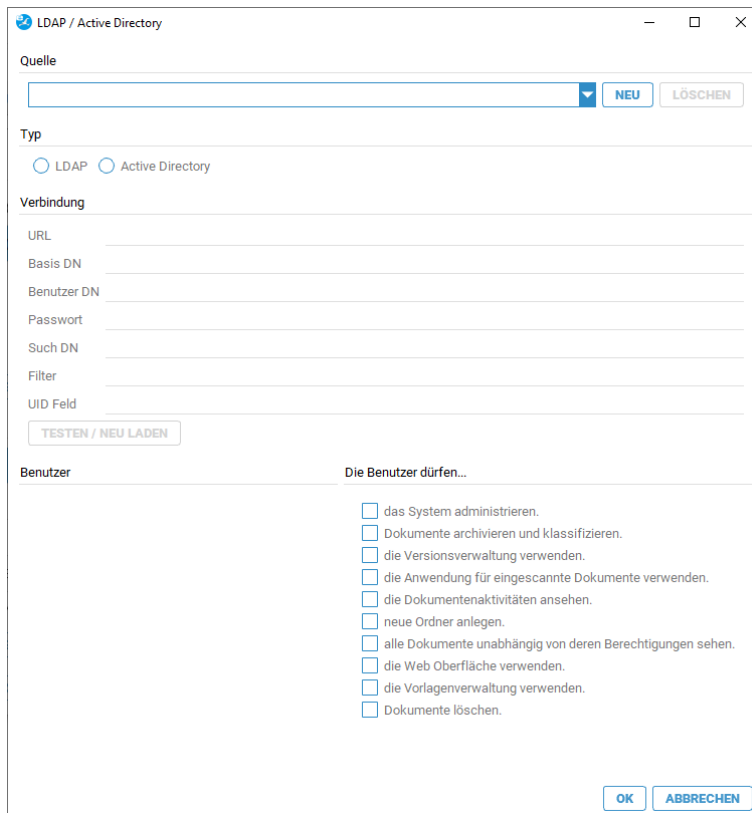 LDAP / Active Directory
Quelle
NEU LÖSCHEN
Typ
LDAP Active Directory
Verbindung
URL
Basis DN
Benutzer DN
Passwort
Such DN
Filter
UID Feld
TESTEN / NEU LADEN
Benutzer
Die Benutzer dürfen...
das System administrieren.
Dokumente archivieren und klassifizieren.
die Versionsverwaltung verwenden.
die Anwendung für eingescannte Dokumente verwenden.
die Dokumentenaktivitäten ansehen.
neue Ordner anlegen.
alle Dokumente unabhängig von deren Berechtigungen sehen.
die Web Oberfläche verwenden.
die Vorlagenverwaltung verwenden.
Dokumente löschen.
OK ABBRECHEN